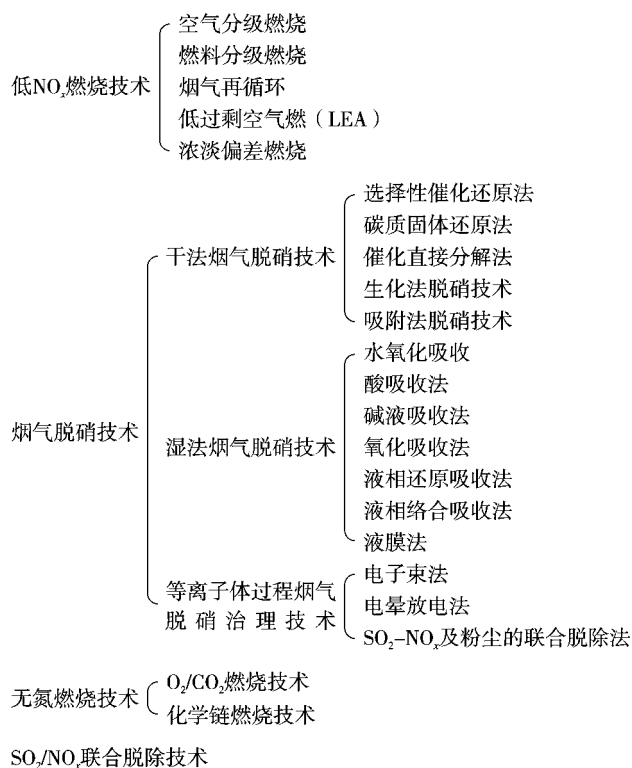 低NOx燃烧技术
空气分级燃烧
燃料分级燃烧
烟气再循环
低过剩空气燃（LEA）
浓淡偏差燃烧
烟气脱硝技术
干法烟气脱硝技术
选择性催化还原法
碳质固体还原法
催化直接分解法
生化法脱硝技术
吸附法脱硝技术
湿法烟气脱硝技术
水氧化吸收
酸吸收法
碱液吸收法
氧化吸收法
液相还原吸收法
液相络合吸收法
液膜法
等离子体过程烟气
脱硝治理技术
电子束法
电晕放电法
SO₂-NOx及粉尘的联合脱除法
无氮燃烧技术
O₂/CO₂燃烧技术
化学链燃烧技术
SO₂/NOx联合脱除技术